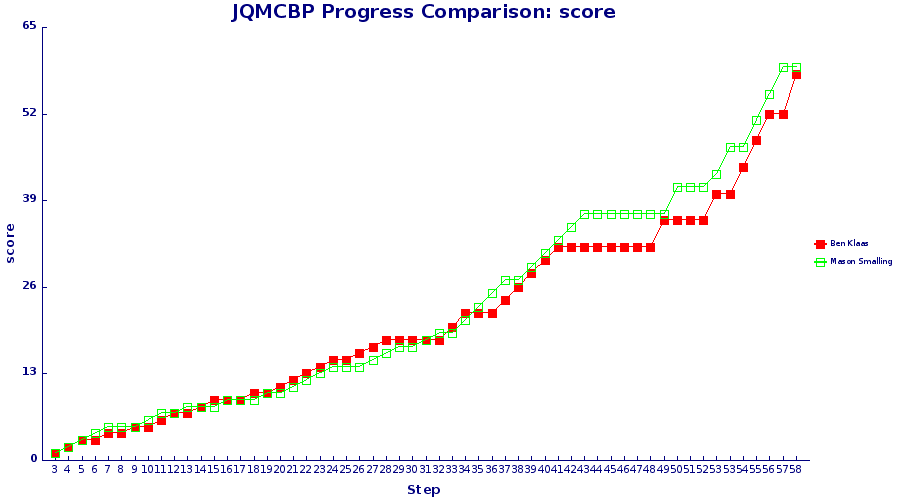 JQMCBP Progress Comparison: score
65
52
39
26
13
0
score
3 4 5 6 7 8 9 10 11 12 13 14 15 16 17 18 19 20 21 22 23 24 25 26 27 28 29 30 31 32 33 34 35 36 37 38 39 40 41 42 43 44 45 46 47 48 49 50 51 52 53 54 55 56 57 58
Step
Ben Klaas
Mason Smalling